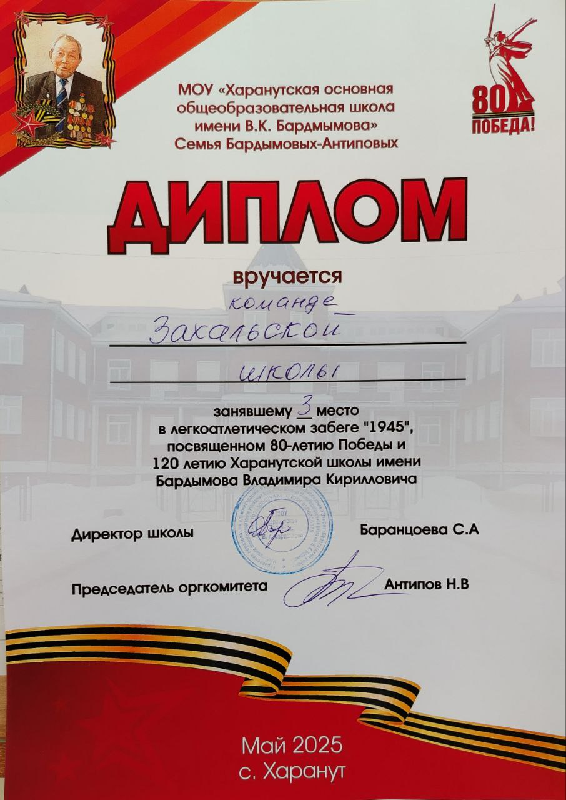 МОУ «Харанутская основная
общеобразовательная школа
имени В.К. Бардмымова»
Семья Бардымовых-Антиповых
80
ПОБЕДА!
ДИПЛОМ
вручается
команде
Захальской
школы
занявшему 3 место
в легкоатлетическом забеге "1945",
посвященном 80-летию Победы и
120 летию Харанутской школы имени
Бардымова Владимира Кирилловича
Директор школы Баранцоева С.А
Председатель оргкомитета Антипов Н.В
Май 2025
с. Харанут